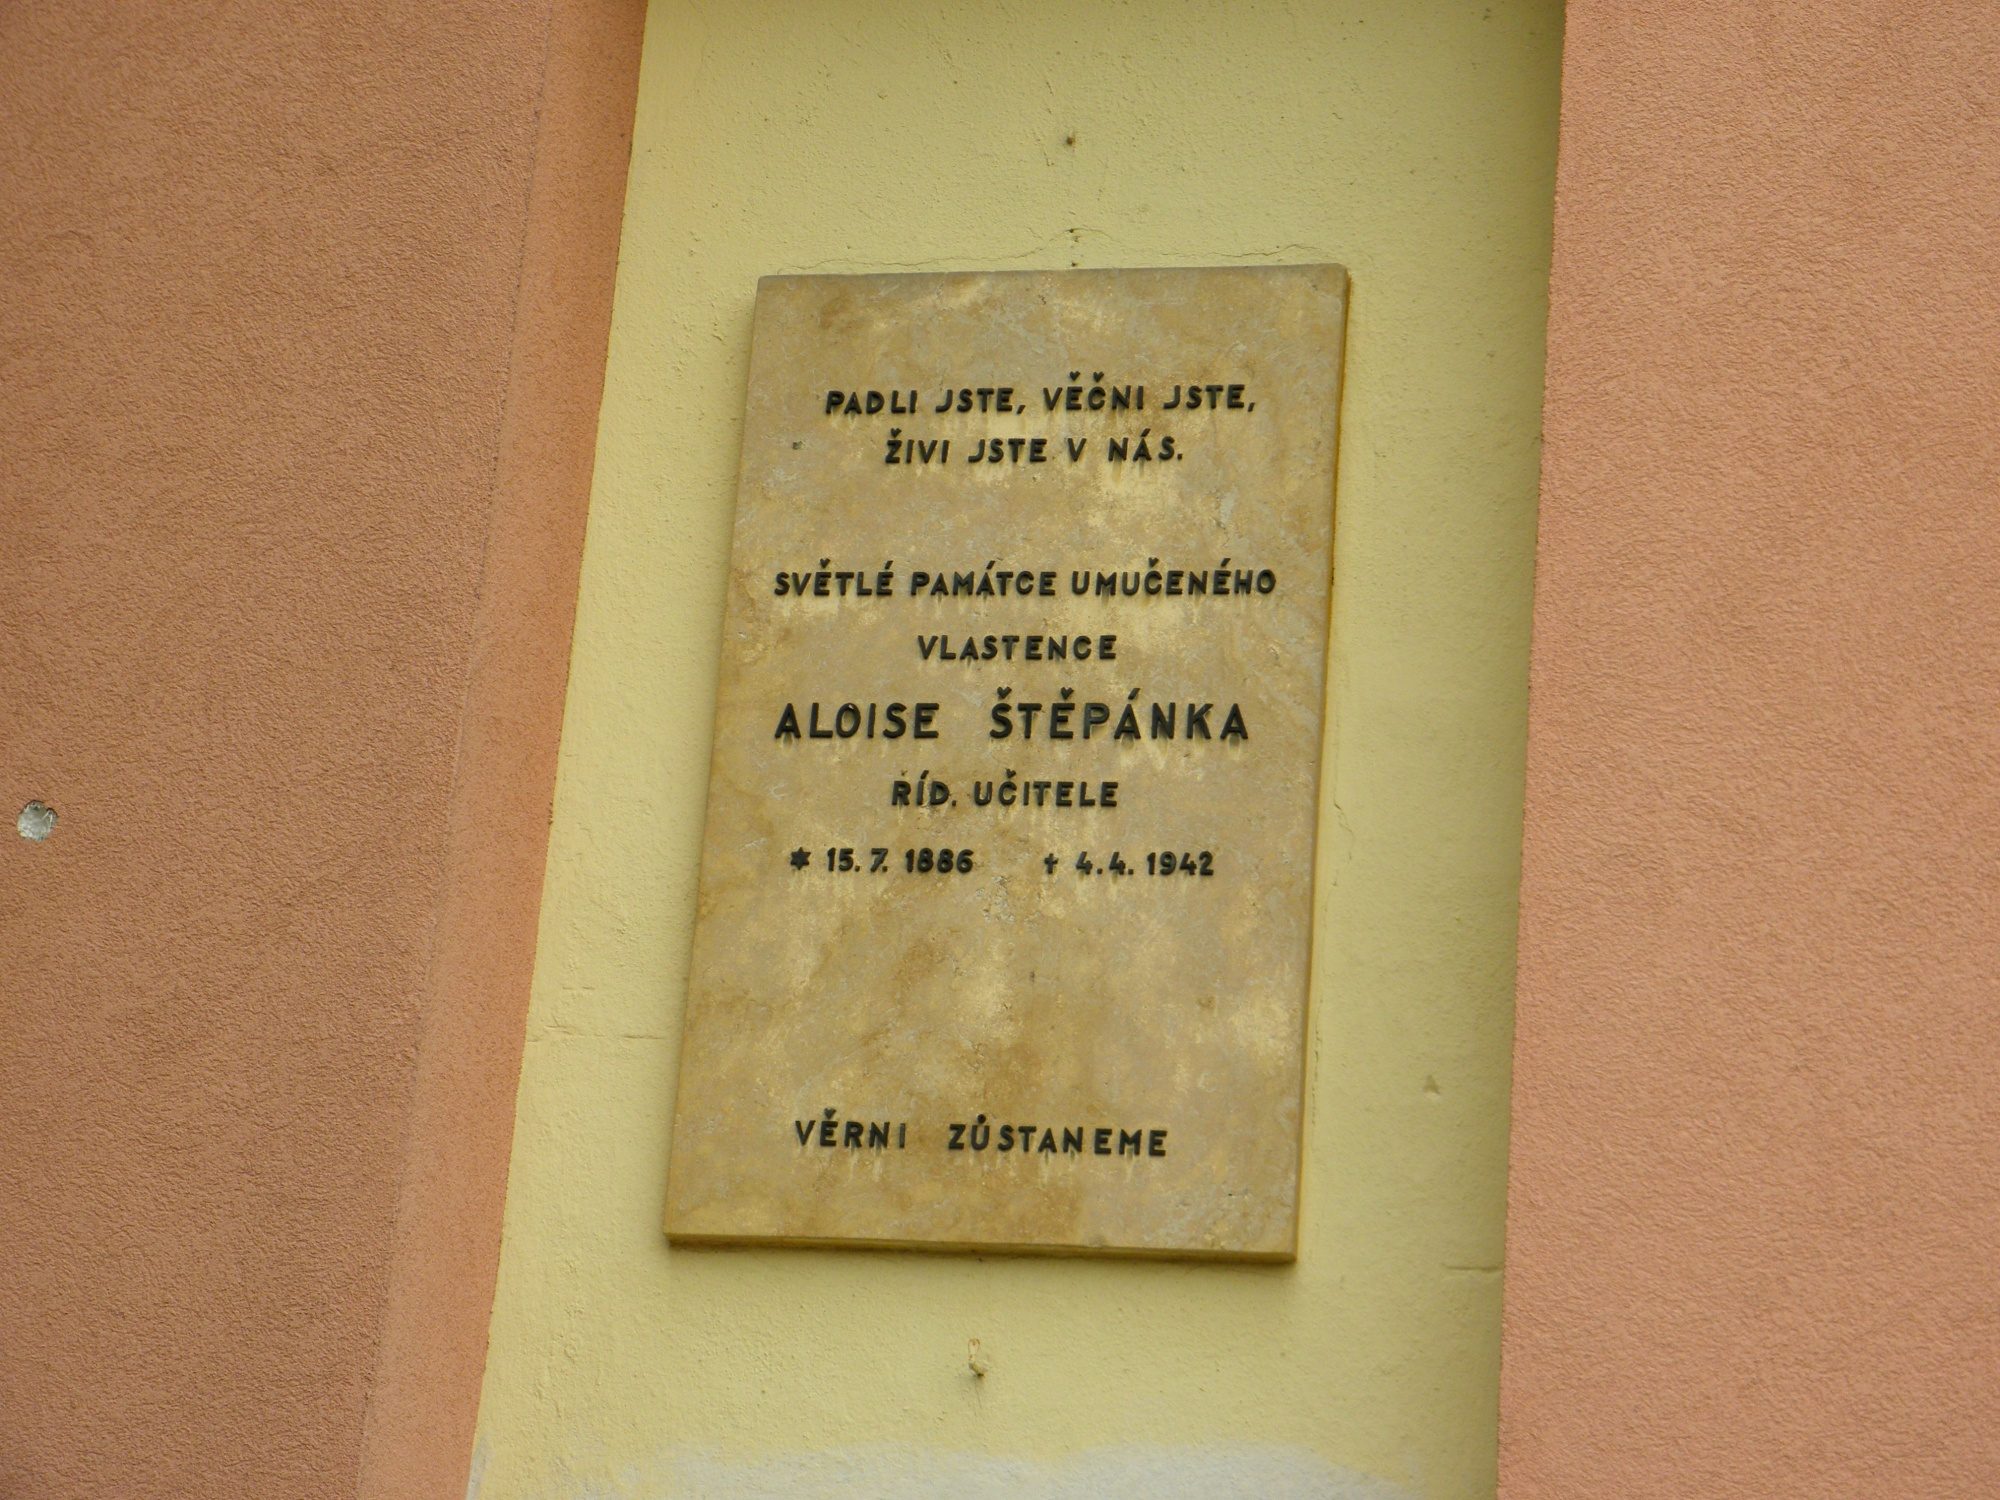 PADLI JSTE, VĚČNI JSTE,
ŽIVI JSTE V NÁS.
SVĚTLÉ PAMÁTCE UMUČENÉHO
VLASTENCE
ALOISE ŠTĚPÁNKA
ŘÍD. UČITELE
* 15. 7. 1886 ✝ 4. 4. 1942
VĚRNI ZŮSTANEME